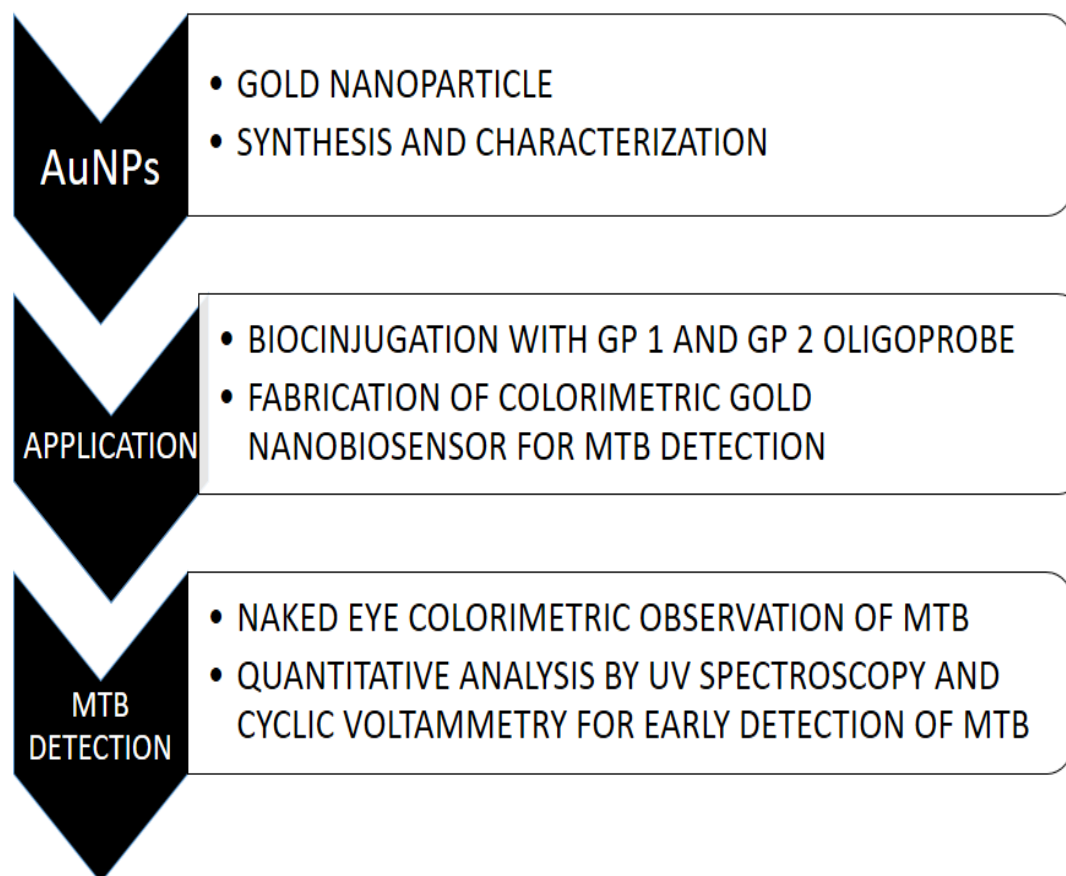 AuNPs
• GOLD NANOPARTICLE
• SYNTHESIS AND CHARACTERIZATION
APPLICATION
• BIOCINJUGATION WITH GP 1 AND GP 2 OLIGOPROBE
• FABRICATION OF COLORIMETRIC GOLD
NANOBIOSENSOR FOR MTB DETECTION
MTB
DETECTION
• NAKED EYE COLORIMETRIC OBSERVATION OF MTB
• QUANTITATIVE ANALYSIS BY UV SPECTROSCOPY AND
CYCLIC VOLTAMMETRY FOR EARLY DETECTION OF MTB